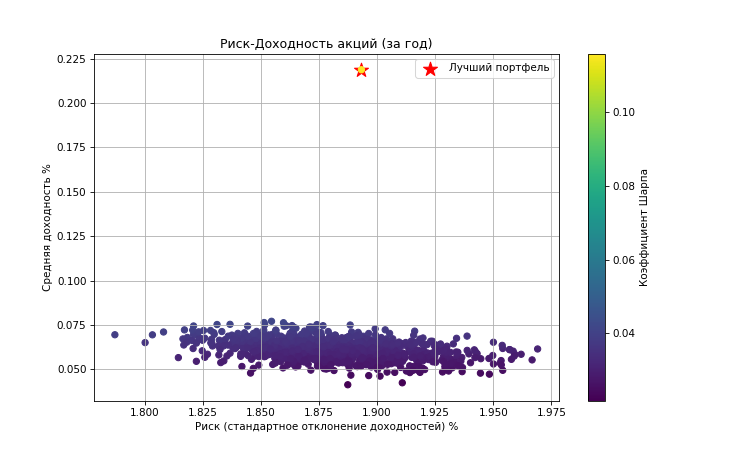 Риск-Доходность акций (за год)
Лучший портфель
Средняя доходность %
0.225
0.200
0.175
0.150
0.125
0.100
0.075
0.050
1.800 1.825 1.850 1.875 1.900 1.925 1.950 1.975
Риск (стандартное отклонение доходностей) %
0.10
0.08
0.06
0.04
Коэффициент Шарпа